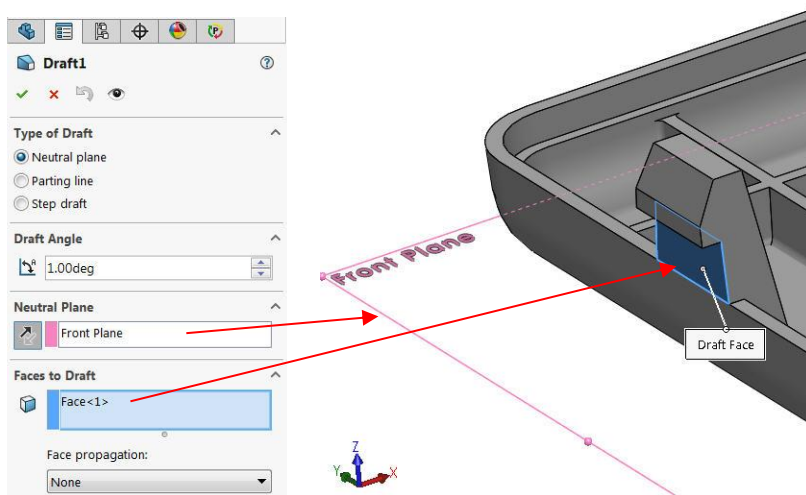 Draft1
Type of Draft
Neutral plane
Parting line
Step draft
Draft Angle
1.00deg
Neutral Plane
Front Plane
Faces to Draft
Face<1>
Face propagation:
None
Front Plane
Draft Face
Z
Y
X